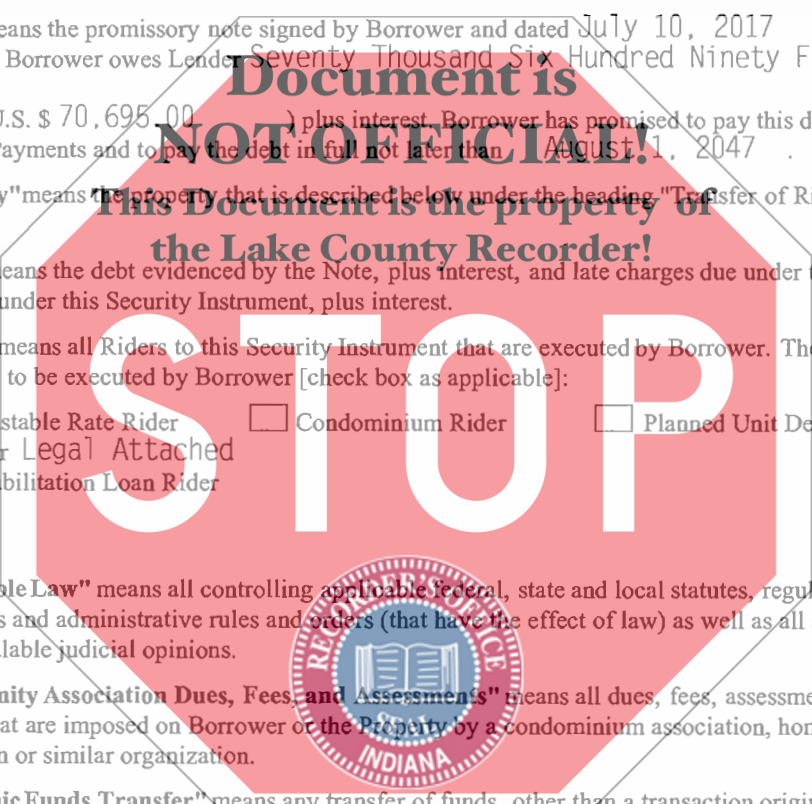 eans the promissory note signed by Borrower and dated July 10, 2017
Borrower owes Lender Seventy Thousand Six Hundred Ninety F
Document is
J.S. $ 70,695.00 ) plus interest. Borrower has promised to pay this d
NOT OFFICIAL!
ayments and to pay the debt in full not later than August 1, 2047 .
y" means the property that is described below under the heading "Transfer of Ri
This Document is the property of
the Lake County Recorder!
eans the debt evidenced by the Note, plus interest, and late charges due under t
under this Security Instrument, plus interest.
means all Riders to this Security Instrument that are executed by Borrower. The
to be executed by Borrower [check box as applicable]:
STOP
stable Rate Rider Condominium Rider Planned Unit De
r Legal Attached
bilitation Loan Rider
ble Law" means all controlling applicable federal, state and local statutes, regul
s and administrative rules and orders (that have the effect of law) as well as all
lable judicial opinions.
RECORDER'S OFFICE
nity Association Dues, Fees, and Assessments" means all dues, fees, assessme
at are imposed on Borrower or the Property by a condominium association, hom
SEAL
n or similar organization.
INDIANA
ic Funds Transfer" means any transfer of funds, other than a transaction origi